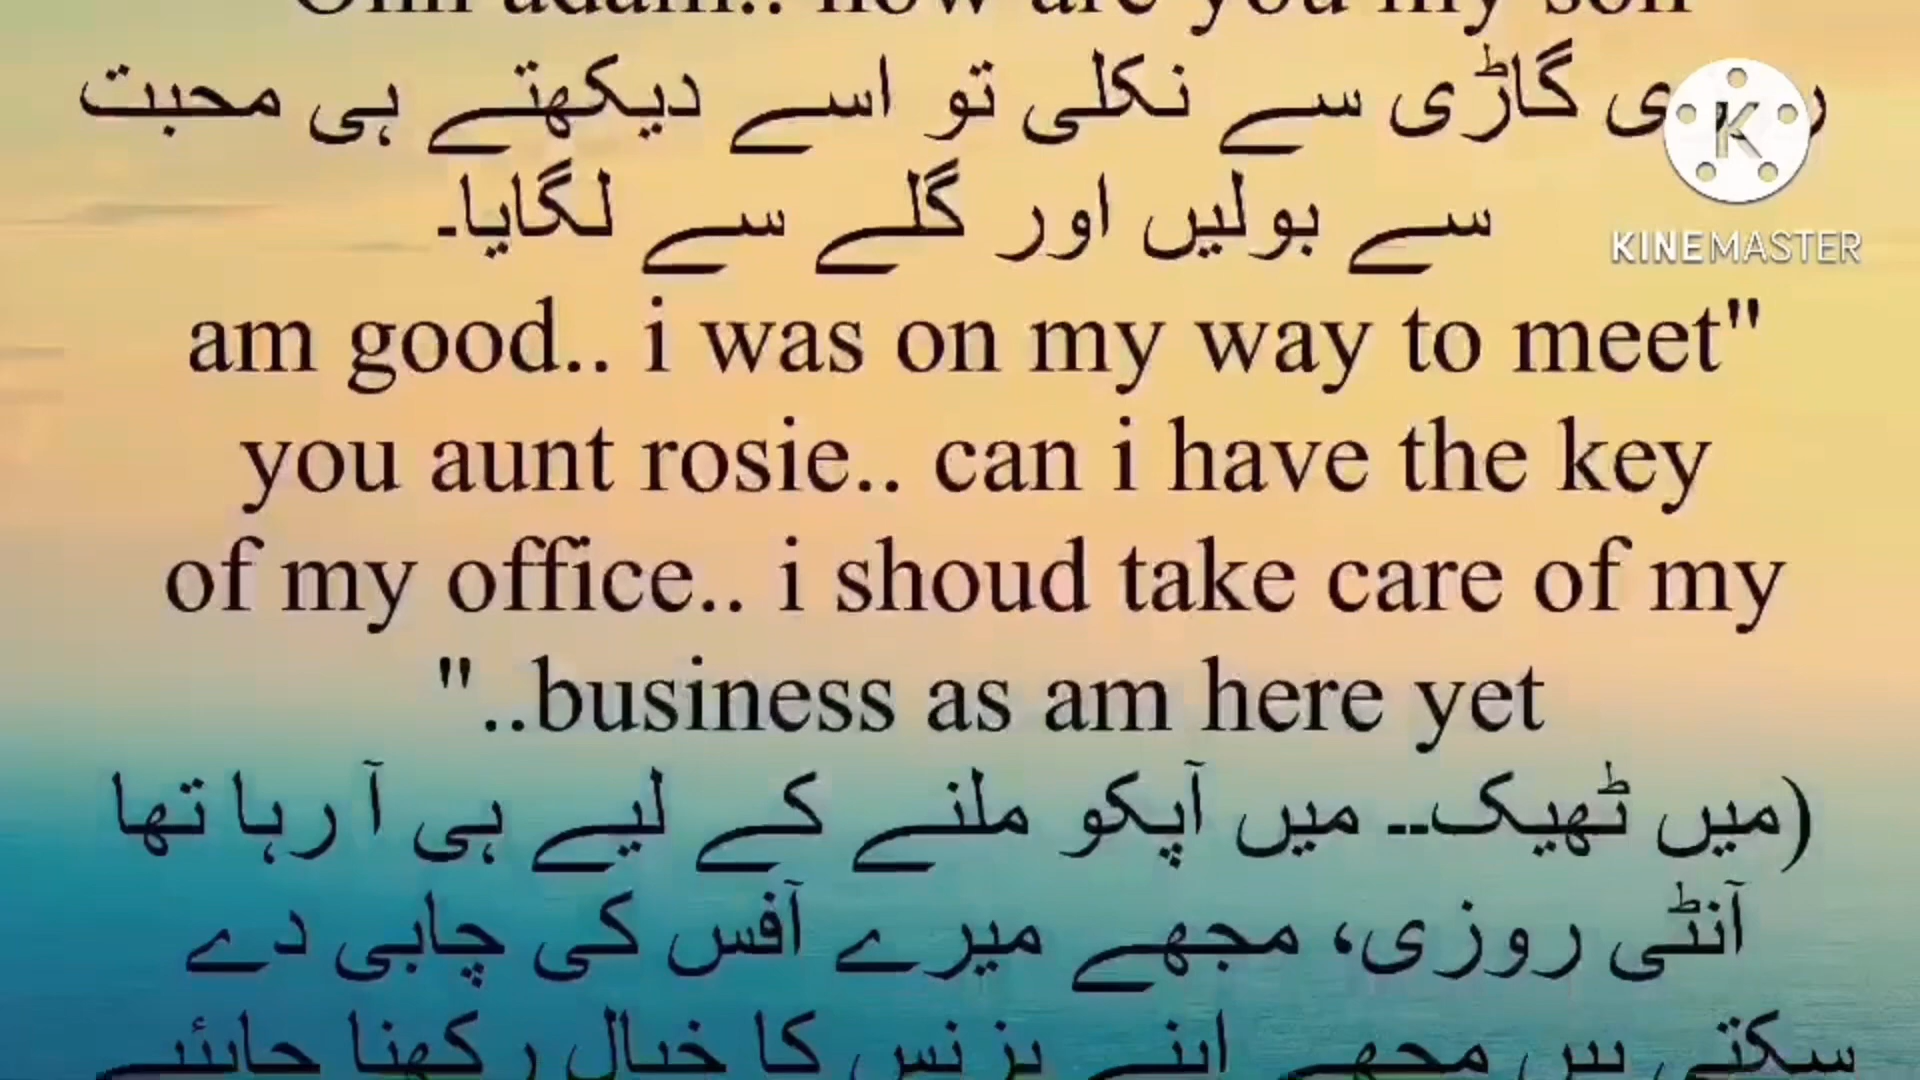 Ohh adam.. how are you my son
گاڑی سے نکلی تو اسے دیکھتے ہی محبت
سے بولیں اور گلے سے لگایا۔
am good.. i was on my way to meet"
you aunt rosie.. can i have the key
of my office.. i shoud take care of my
"..business as am here yet
(میں ٹھیک۔۔ میں آپکو ملنے کے لیے ہی آ رہا تھا
آنٹی روزی، مجھے میرے آفس کی چابی دے
سکتی ہیں مجھے اپنے بزنس کا خیال رکھنا چاہئیے
K
KINEMASTER